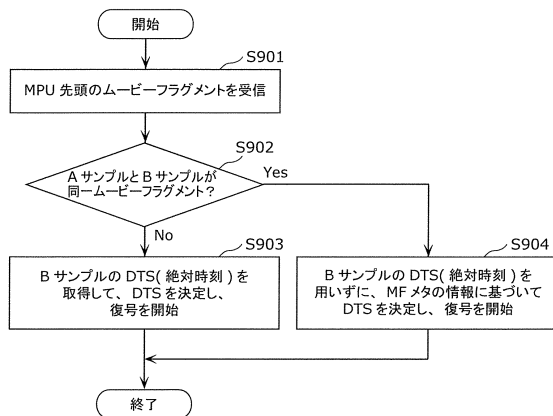 開始
S901
MPU 先頭のムービーフラグメントを受信
S902
A サンプルと B サンプルが
同一ムービーフラグメント？
Yes
No
S903
B サンプルの DTS( 絶対時刻 ) を
取得して、 DTS を決定し、
復号を開始
S904
B サンプルの DTS( 絶対時刻 ) を
用いずに、 MF メタの情報に基づいて
DTS を決定し、 復号を開始
終了